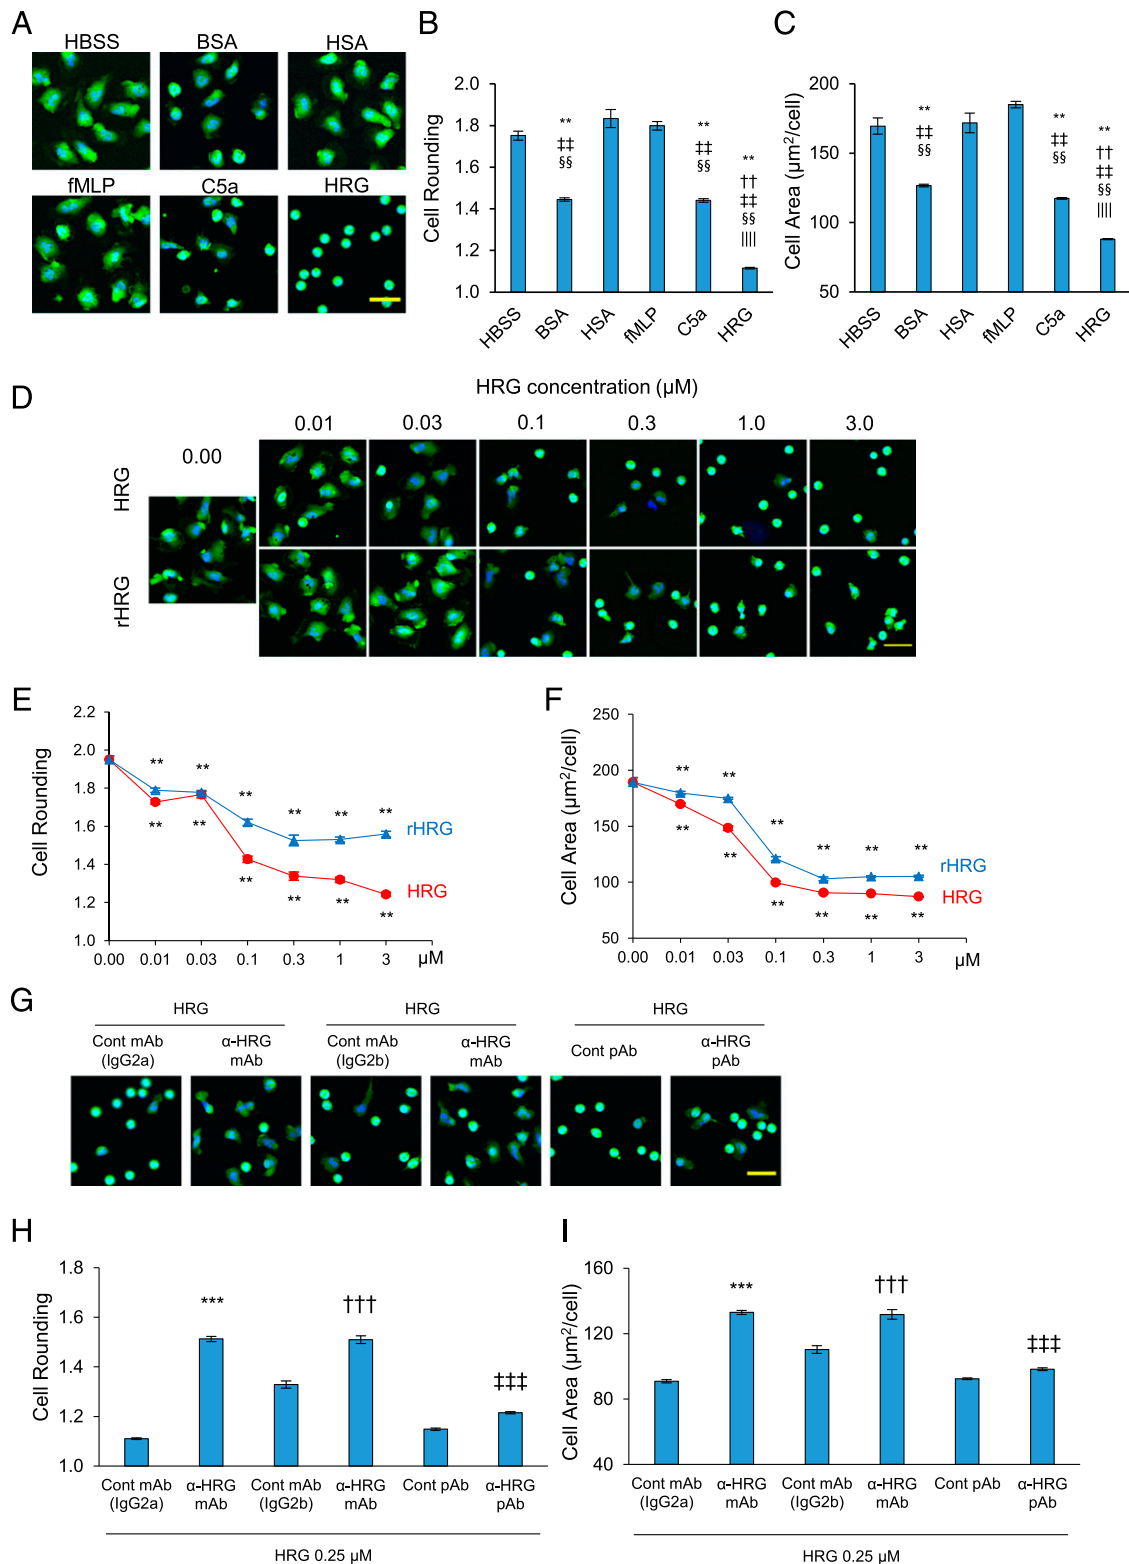 A
HBSS BSA HSA
fMLP C5a HRG
B
Cell Rounding
2.0
1.8
1.6
1.4
1.2
1.0
**
‡‡
§§
**
‡‡
§§
**
††
‡‡
§§
||||
HBSS BSA HSA fMLP C5a HRG
C
Cell Area (µm²/cell)
200
150
100
50
**
‡‡
§§
**
‡‡
§§
**
††
‡‡
§§
||||
HBSS BSA HSA fMLP C5a HRG
D
HRG concentration (µM)
0.00 0.01 0.03 0.1 0.3 1.0 3.0
HRG
rHRG
E
Cell Rounding
2.2
2.0
1.8
1.6
1.4
1.2
1.0
** ** ** ** ** **
rHRG
HRG
** ** ** ** ** **
0.00 0.01 0.03 0.1 0.3 1 3 µM
F
Cell Area (µm²/cell)
250
200
150
100
50
** ** ** ** ** **
rHRG
HRG
** ** ** ** ** **
0.00 0.01 0.03 0.1 0.3 1 3 µM
G
HRG HRG HRG
Cont mAb (IgG2a)
α-HRG mAb
Cont mAb (IgG2b)
α-HRG mAb
Cont pAb
α-HRG pAb
H
Cell Rounding
1.8
1.6
1.4
1.2
1.0
*** ††† ‡‡‡
Cont mAb (IgG2a)
α-HRG mAb
Cont mAb (IgG2b)
α-HRG mAb
Cont pAb
α-HRG pAb
HRG 0.25 µM
I
Cell Area (µm²/cell)
160
130
100
70
40
*** ††† ‡‡‡
Cont mAb (IgG2a)
α-HRG mAb
Cont mAb (IgG2b)
α-HRG mAb
Cont pAb
α-HRG pAb
HRG 0.25 µM